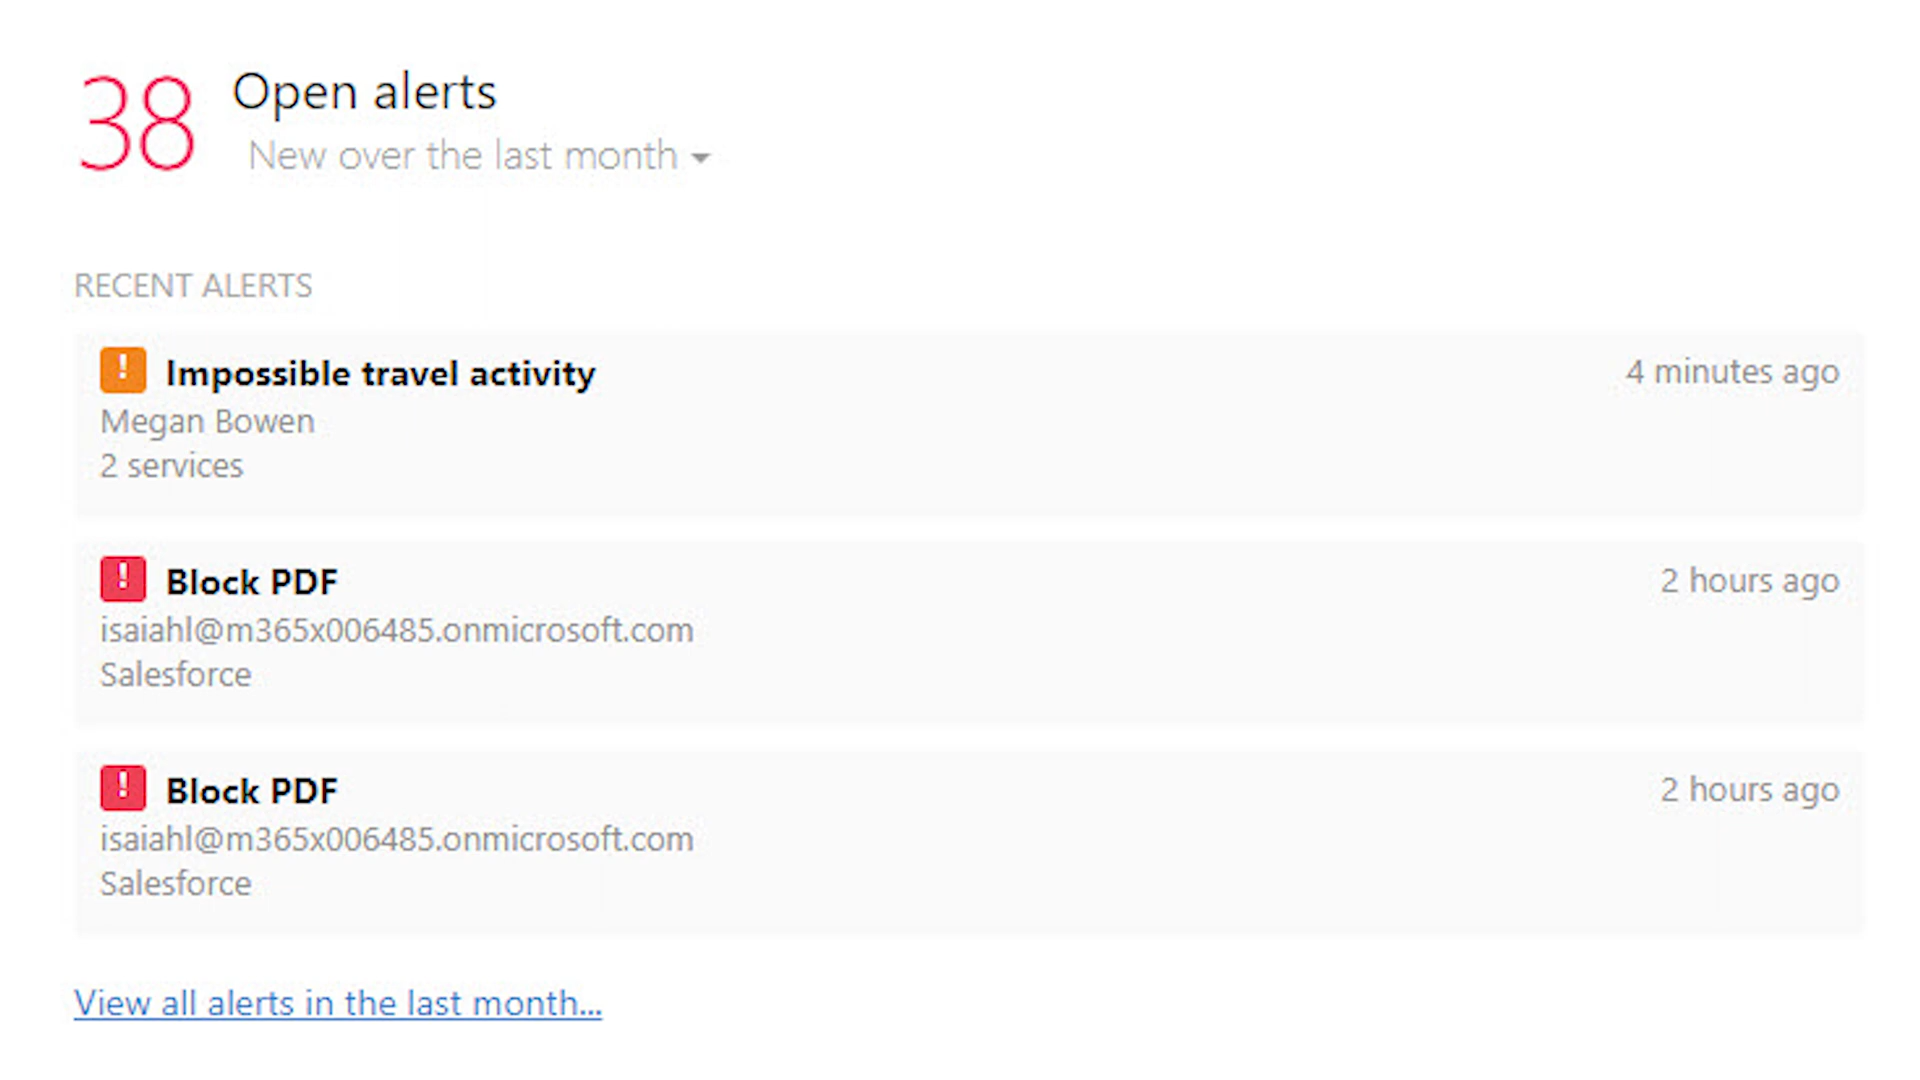 38
Open alerts
New over the last month
RECENT ALERTS
! Impossible travel activity
4 minutes ago
Megan Bowen
2 services
! Block PDF
2 hours ago
isaiahl@m365x006485.onmicrosoft.com
Salesforce
! Block PDF
2 hours ago
isaiahl@m365x006485.onmicrosoft.com
Salesforce
View all alerts in the last month...